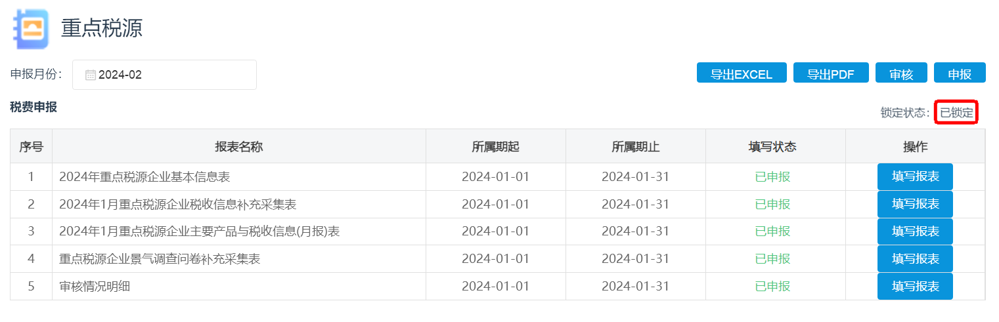 重点税源
申报月份： 2024-02 导出EXCEL 导出PDF 审核 申报
税费申报
锁定状态： 已锁定
序号 报表名称 所属期起 所属期止 填写状态 操作
1 2024年重点税源企业基本信息表 2024-01-01 2024-01-31 已申报 填写报表
2 2024年1月重点税源企业税收信息补充采集表 2024-01-01 2024-01-31 已申报 填写报表
3 2024年1月重点税源企业主要产品与税收信息(月报)表 2024-01-01 2024-01-31 已申报 填写报表
4 重点税源企业景气调查问卷补充采集表 2024-01-01 2024-01-31 已申报 填写报表
5 审核情况明细 2024-01-01 2024-01-31 已申报 填写报表